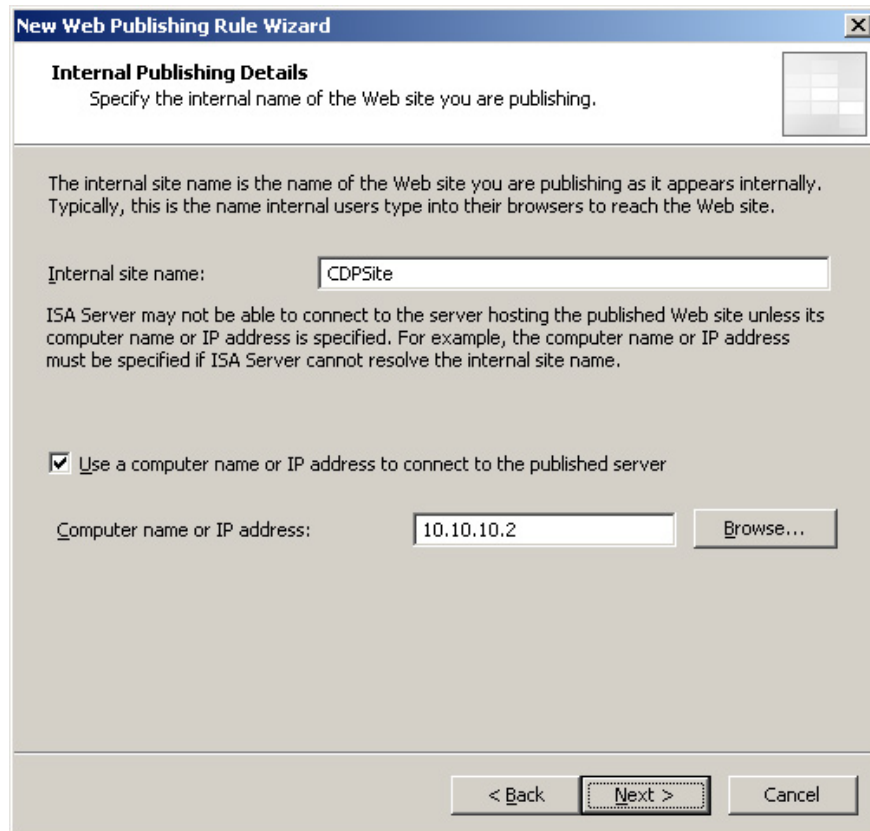 New Web Publishing Rule Wizard
Internal Publishing Details
Specify the internal name of the Web site you are publishing.
The internal site name is the name of the Web site you are publishing as it appears internally.
Typically, this is the name internal users type into their browsers to reach the Web site.
Internal site name: CDPSite
ISA Server may not be able to connect to the server hosting the published Web site unless its
computer name or IP address is specified. For example, the computer name or IP address
must be specified if ISA Server cannot resolve the internal site name.
Use a computer name or IP address to connect to the published server
Computer name or IP address: 10.10.10.2 Browse...
< Back Next > Cancel